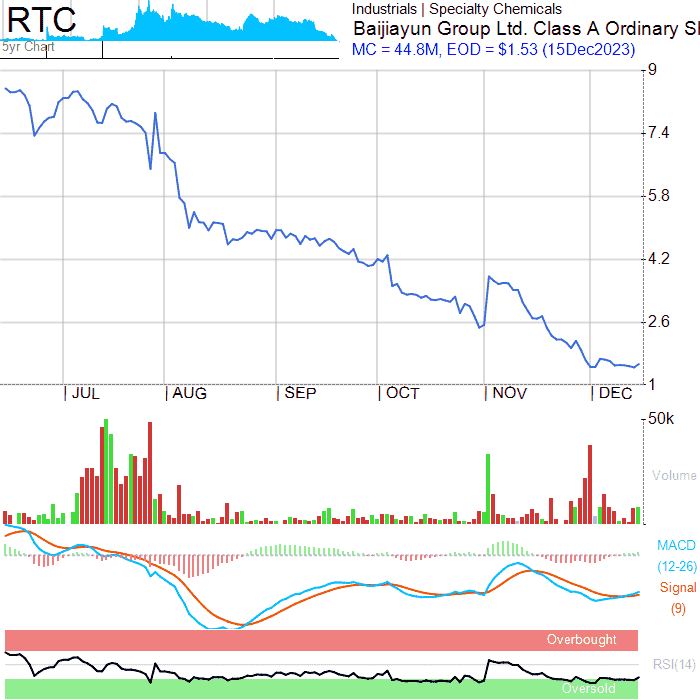 RTC
5yr Chart
Industrials | Specialty Chemicals
Baijiayun Group Ltd. Class A Ordinary S
MC = 44.8M, EOD = $1.53 (15Dec2023)
9
7.4
5.8
4.2
2.6
1
JUL AUG SEP OCT NOV DEC
50k
Volume
MACD
(12-26)
Signal
(9)
Overbought
RSI(14)
Oversold